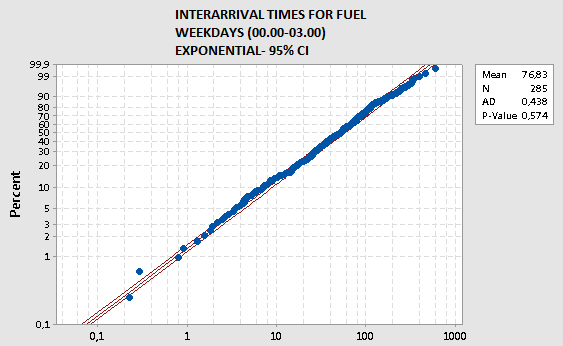 INTERARRIVAL TIMES FOR FUEL
WEEKDAYS (00.00-03.00)
EXPONENTIAL- 95% CI
99,9
99
90
80
70
60
50
40
30
20
10
5
3
2
1
0,1
Percent
0,1 1 10 100 1000
Mean 76,83
N 285
AD 0,438
P-Value 0,574